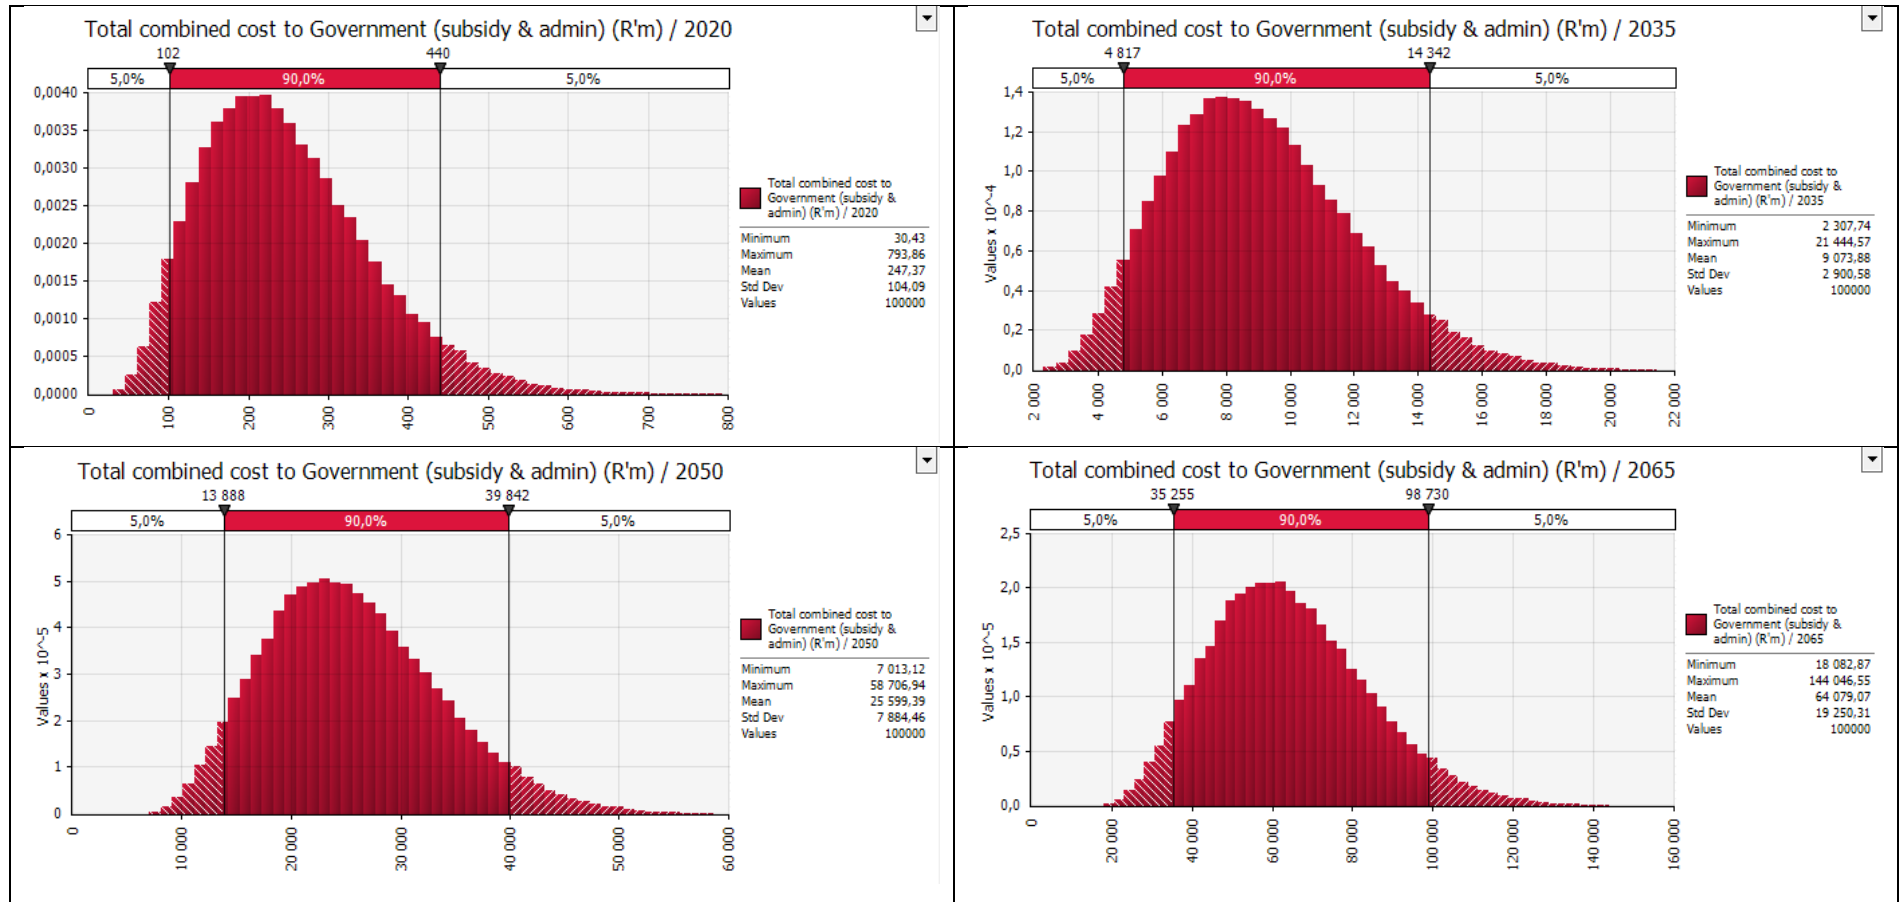 Total combined cost to Government (subsidy & admin) (R'm) / 2020
102 440
5,0% 90,0% 5,0%
0,0040
0,0035
0,0030
0,0025
0,0020
0,0015
0,0010
0,0005
0,0000
0 100 200 300 400 500 600 700 800
Total combined cost to
Government (subsidy &
admin) (R'm) / 2020
Minimum 30,43
Maximum 793,86
Mean 247,37
Std Dev 104,09
Values 100000
Total combined cost to Government (subsidy & admin) (R'm) / 2035
4 817 14 342
5,0% 90,0% 5,0%
1,4
1,2
1,0
0,8
0,6
0,4
0,2
0,0
Values x 10^-4
2 000 4 000 6 000 8 000 10 000 12 000 14 000 16 000 18 000 20 000 22 000
Total combined cost to
Government (subsidy &
admin) (R'm) / 2035
Minimum 2 307,74
Maximum 21 444,57
Mean 9 073,88
Std Dev 2 900,58
Values 100000
Total combined cost to Government (subsidy & admin) (R'm) / 2050
13 888 39 842
5,0% 90,0% 5,0%
6
5
4
3
2
1
0
Values x 10^-5
0 10 000 20 000 30 000 40 000 50 000 60 000
Total combined cost to
Government (subsidy &
admin) (R'm) / 2050
Minimum 7 013,12
Maximum 58 706,94
Mean 25 599,39
Std Dev 7 884,46
Values 100000
Total combined cost to Government (subsidy & admin) (R'm) / 2065
35 255 98 730
5,0% 90,0% 5,0%
2,5
2,0
1,5
1,0
0,5
0,0
Values x 10^-5
0 20 000 40 000 60 000 80 000 100 000 120 000 140 000 160 000
Total combined cost to
Government (subsidy &
admin) (R'm) / 2065
Minimum 18 082,87
Maximum 144 046,55
Mean 64 079,07
Std Dev 19 250,31
Values 100000